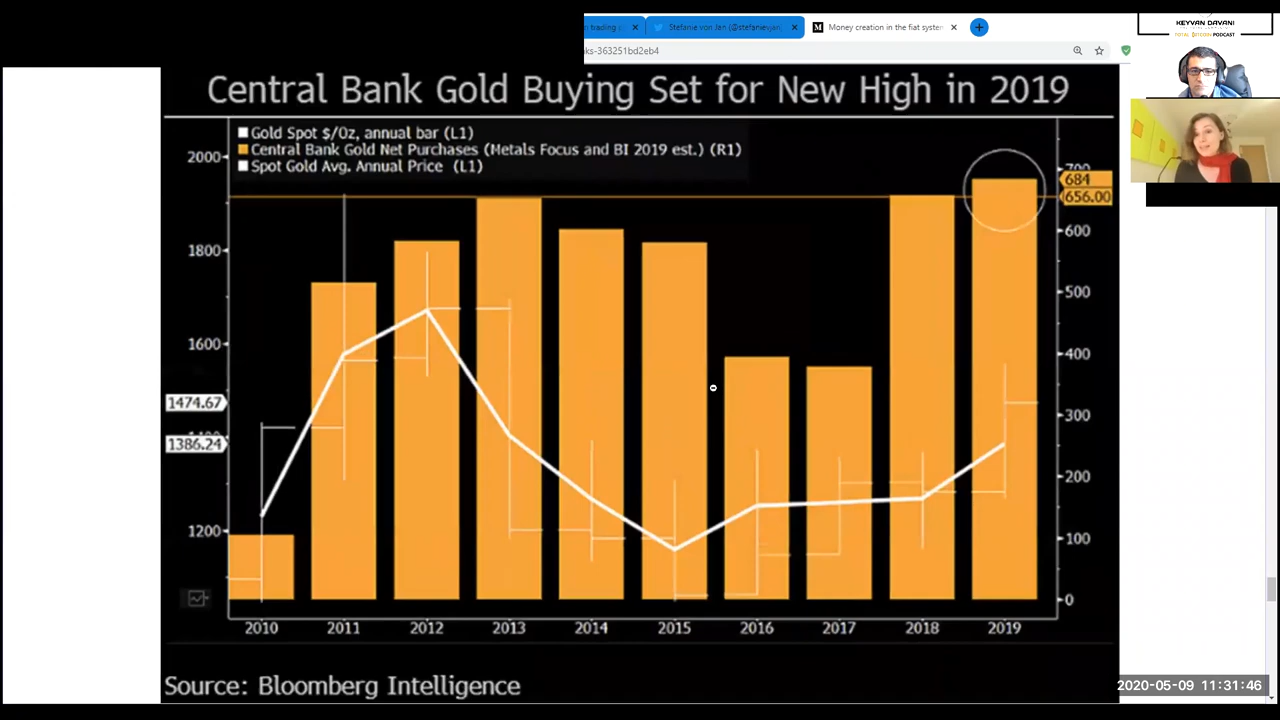 KEYVAN DAVANI
TOTAL BITCOIN PODCAST
Stefanie von Jan (@stefanievjan
Money creation in the fiat system
ks-363251bd2eb4
Central Bank Gold Buying Set for New High in 2019
Gold Spot $/Oz, annual bar (L1)
Central Bank Gold Net Purchases (Metals Focus and BI 2019 est.) (R1)
Spot Gold Avg. Annual Price (L1)
2000
1800
1600
1474.67
1386.24
1200
700
684
656.00
600
500
400
300
200
100
0
2010 2011 2012 2013 2014 2015 2016 2017 2018 2019
Source: Bloomberg Intelligence
2020-05-09 11:31:46